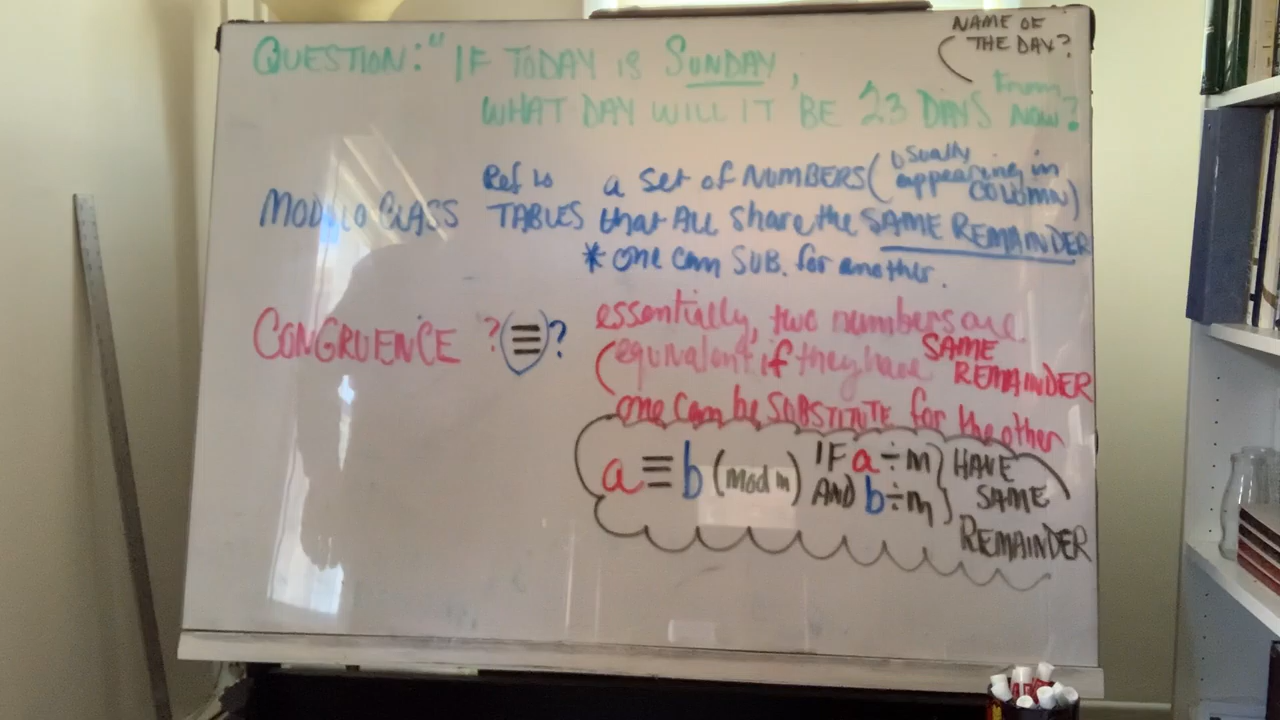 NAME OF
THE DAY?
QUESTION: "IF TODAY IS SUNDAY,
WHAT DAY WILL IT BE 23 DAYS From NOW?
MODULO CLASS
Ref to TABLES
a set of NUMBERS (usually appearing in COLUMN)
that ALL share the SAME REMAINDER
* one can SUB. for another.
CONGRUENCE ?(≡)?
essentially, two numbers are
(equivalent if they have SAME REMAINDER
one can be SUBSTITUTE for the other
a ≡ b (mod m) IF a ÷ m } HAVE
AND b ÷ m } SAME
REMAINDER